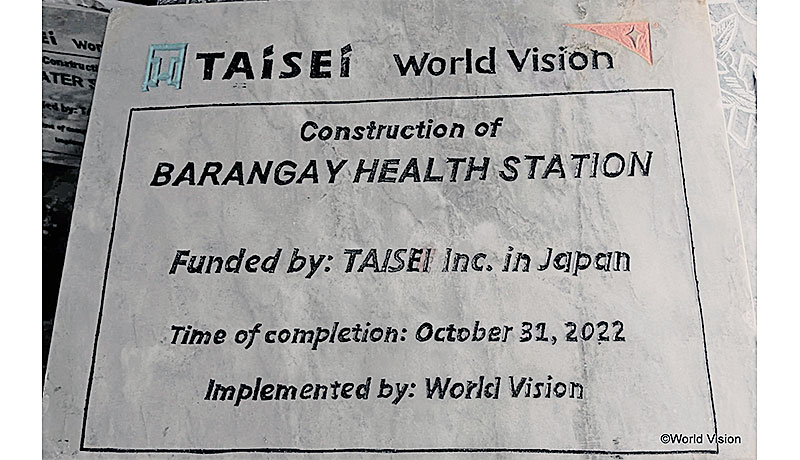 TAISEI World Vision
Construction of
BARANGAY HEALTH STATION
Funded by: TAISEI Inc. in Japan
Time of completion: October 31, 2022
Implemented by: World Vision
©World Vision